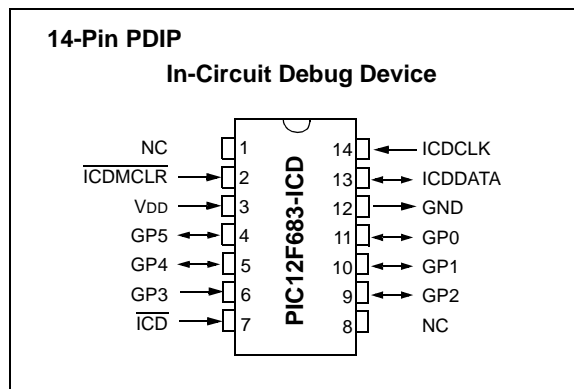 14-Pin PDIP
In-Circuit Debug Device
NC 1 14 ICDCLK
ICDMCLR 2 13 ICDDATA
VDD 3 12 GND
GP5 4 11 GP0
GP4 5 10 GP1
GP3 6 9 GP2
ICD 7 8 NC
PIC12F683-ICD